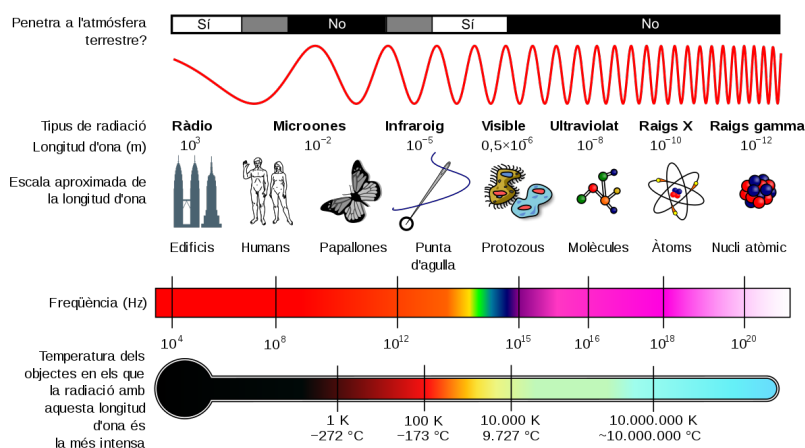 Penetra a l'atmósfera
terrestre?
Sí No Sí No
Tipus de radiació Ràdio Microones Infraroig Visible Ultraviolat Raigs X Raigs gamma
Longitud d'ona (m) 10³ 10⁻² 10⁻⁵ 0,5×10⁻⁶ 10⁻⁸ 10⁻¹⁰ 10⁻¹²
Escala aproximada de
la longitud d'ona
Edificis Humans Papallones Punta d'agulla Protozous Molècules Àtoms Nucli atòmic
Freqüència (Hz)
10⁴ 10⁸ 10¹² 10¹⁵ 10¹⁶ 10¹⁸ 10²⁰
Temperatura dels
objectes en els que
la radiació amb
aquesta longitud
d'ona és
la més intensa
1 K 100 K 10.000 K 10.000.000 K
−272 °C −173 °C 9.727 °C ~10.000.000 °C